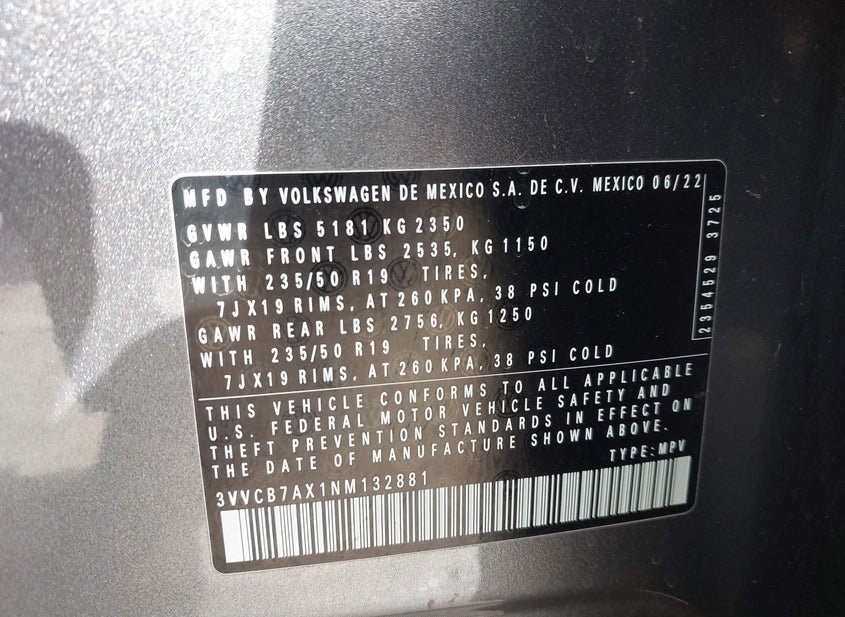 MFD BY VOLKSWAGEN DE MEXICO S.A. DE C.V. MEXICO 06/22
GVWR LBS 5181 KG 2350
GAWR FRONT LBS 2535, KG 1150
WITH 235/50 R19 TIRES,
7JX19 RIMS, AT 260 KPA, 38 PSI COLD
GAWR REAR LBS 2756, KG 1250
WITH 235/50 R19 TIRES,
7JX19 RIMS, AT 260 KPA, 38 PSI COLD
2354529 3725
THIS VEHICLE CONFORMS TO ALL APPLICABLE
U.S. FEDERAL MOTOR VEHICLE SAFETY AND
THEFT PREVENTION STANDARDS IN EFFECT ON
THE DATE OF MANUFACTURE SHOWN ABOVE.
TYPE: MPV
3VVCB7AX1NM132881